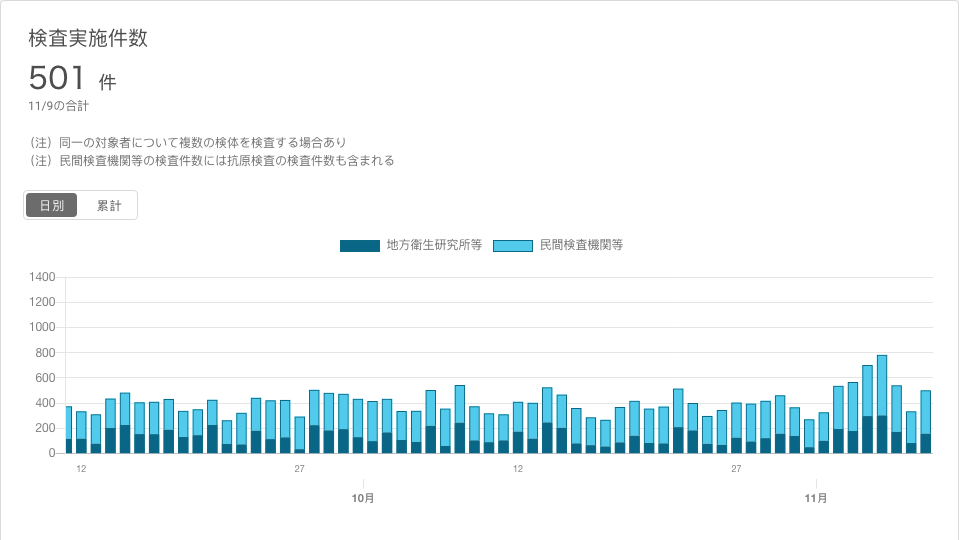 検査実施件数
501 件
11/9の合計
（注）同一の対象者について複数の検体を検査する場合あり
（注）民間検査機関等の検査件数には抗原検査の検査件数も含まれる
日別 累計
地方衛生研究所等 民間検査機関等
1400
1200
1000
800
600
400
200
0
12 27 12 27
10月 11月